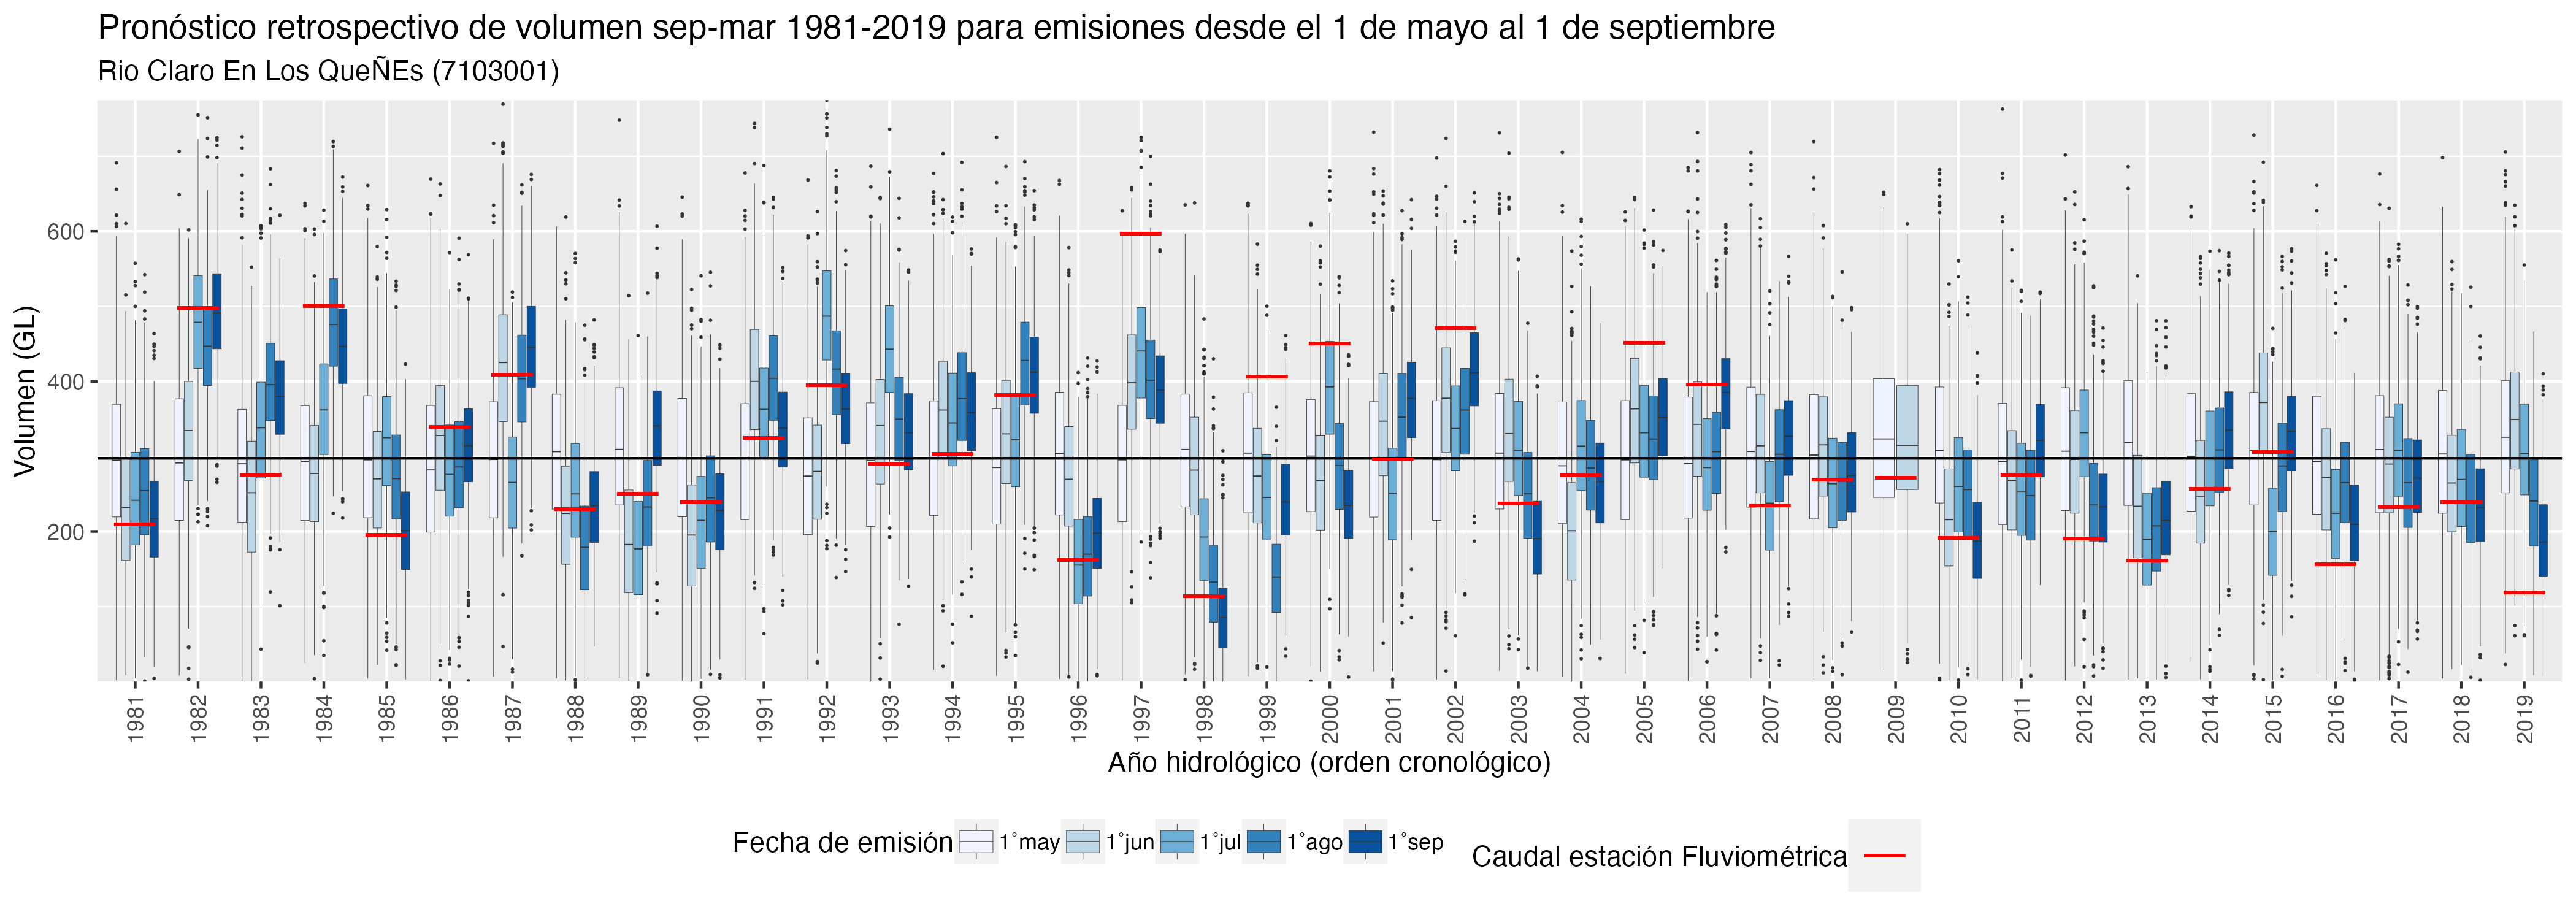 Pronóstico retrospectivo de volumen sep-mar 1981-2019 para emisiones desde el 1 de mayo al 1 de septiembre
Rio Claro En Los QueÑEs (7103001)
Volumen (GL)
600
400
200
1981 1982 1983 1984 1985 1986 1987 1988 1989 1990 1991 1992 1993 1994 1995 1996 1997 1998 1999 2000 2001 2002 2003 2004 2005 2006 2007 2008 2009 2010 2011 2012 2013 2014 2015 2016 2017 2018 2019
Año hidrológico (orden cronológico)
Fecha de emisión 1°may 1°jun 1°jul 1°ago 1°sep Caudal estación Fluviométrica